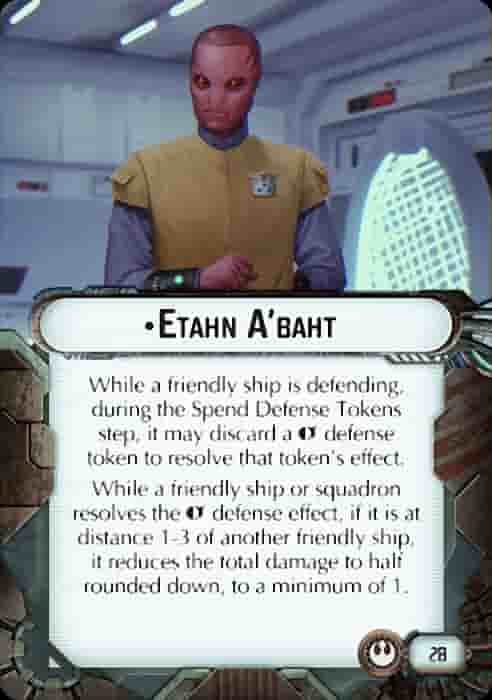 •Etahn A'baht
While a friendly ship is defending,
during the Spend Defense Tokens
step, it may discard a defense
token to resolve that token's effect.
While a friendly ship or squadron
resolves the defense effect, if it is at
distance 1-3 of another friendly ship,
it reduces the total damage to half
rounded down, to a minimum of 1.
28